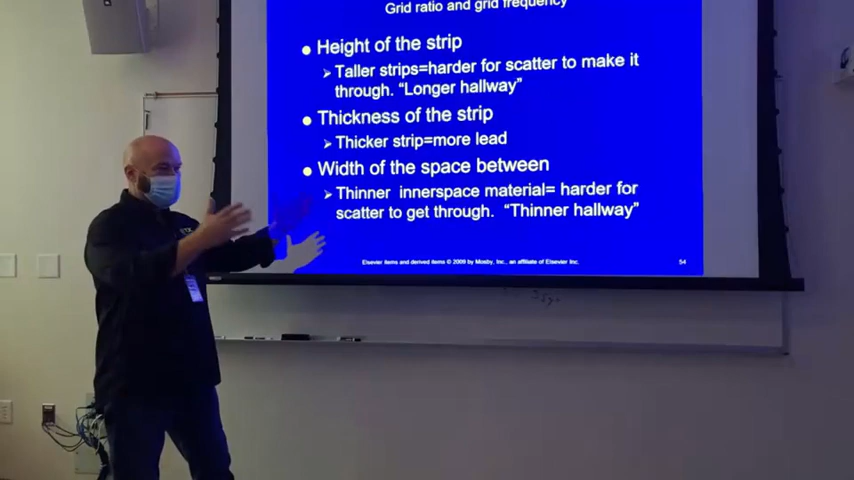 Grid ratio and grid frequency
Height of the strip
Taller strips=harder for scatter to make it
through. “Longer hallway”
Thickness of the strip
Thicker strip=more lead
Width of the space between
Thinner innerspace material= harder for
scatter to get through. “Thinner hallway”
Elsevier items and derived items © 2009 by Mosby, Inc., an affiliate of Elsevier Inc.
54